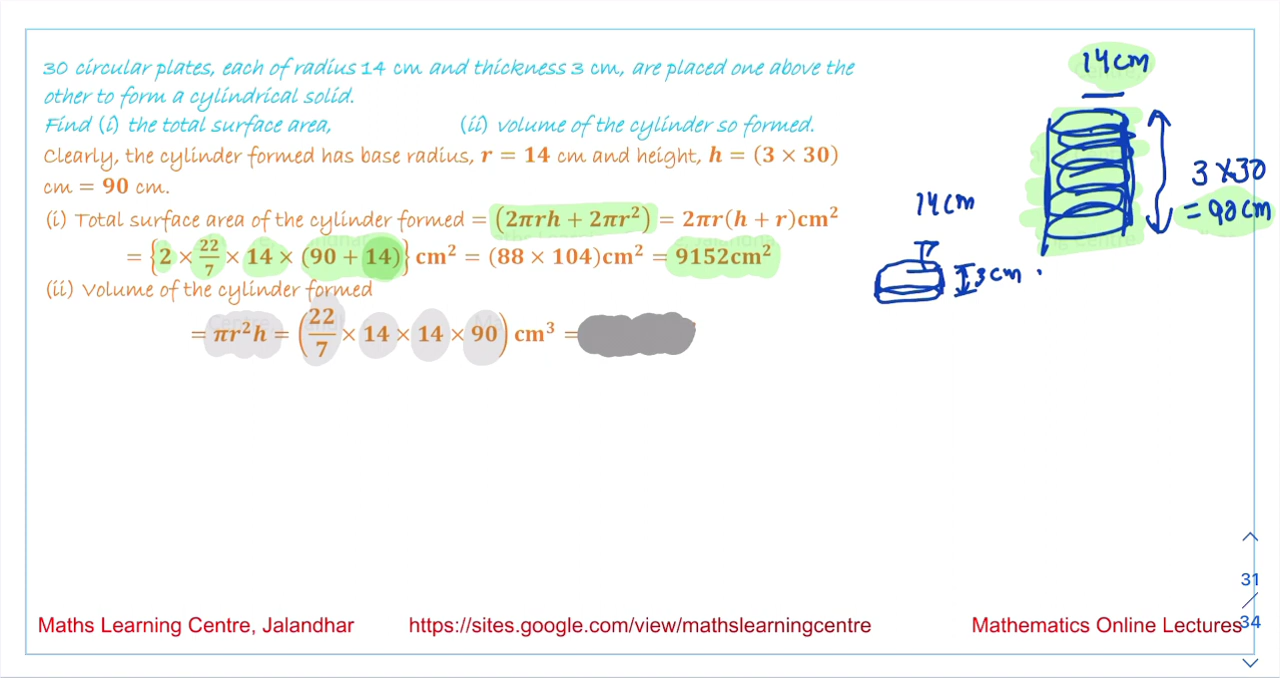 30 circular plates, each of radius 14 cm and thickness 3 cm, are placed one above the
other to form a cylindrical solid.
Find (i) the total surface area, (ii) volume of the cylinder so formed.
Clearly, the cylinder formed has base radius, r = 14 cm and height, h = (3 × 30)
cm = 90 cm.
(i) Total surface area of the cylinder formed = (2πrh + 2πr²) = 2πr(h + r)cm²
= {2 × 22/7 × 14 × (90 + 14)} cm² = (88 × 104)cm² = 9152cm²
(ii) Volume of the cylinder formed
= πr²h = (22/7 × 14 × 14 × 90) cm³ =
14cm
3 × 30
= 90cm
14cm
r
3cm
31
/
34
Maths Learning Centre, Jalandhar https://sites.google.com/view/mathslearningcentre Mathematics Online Lectures